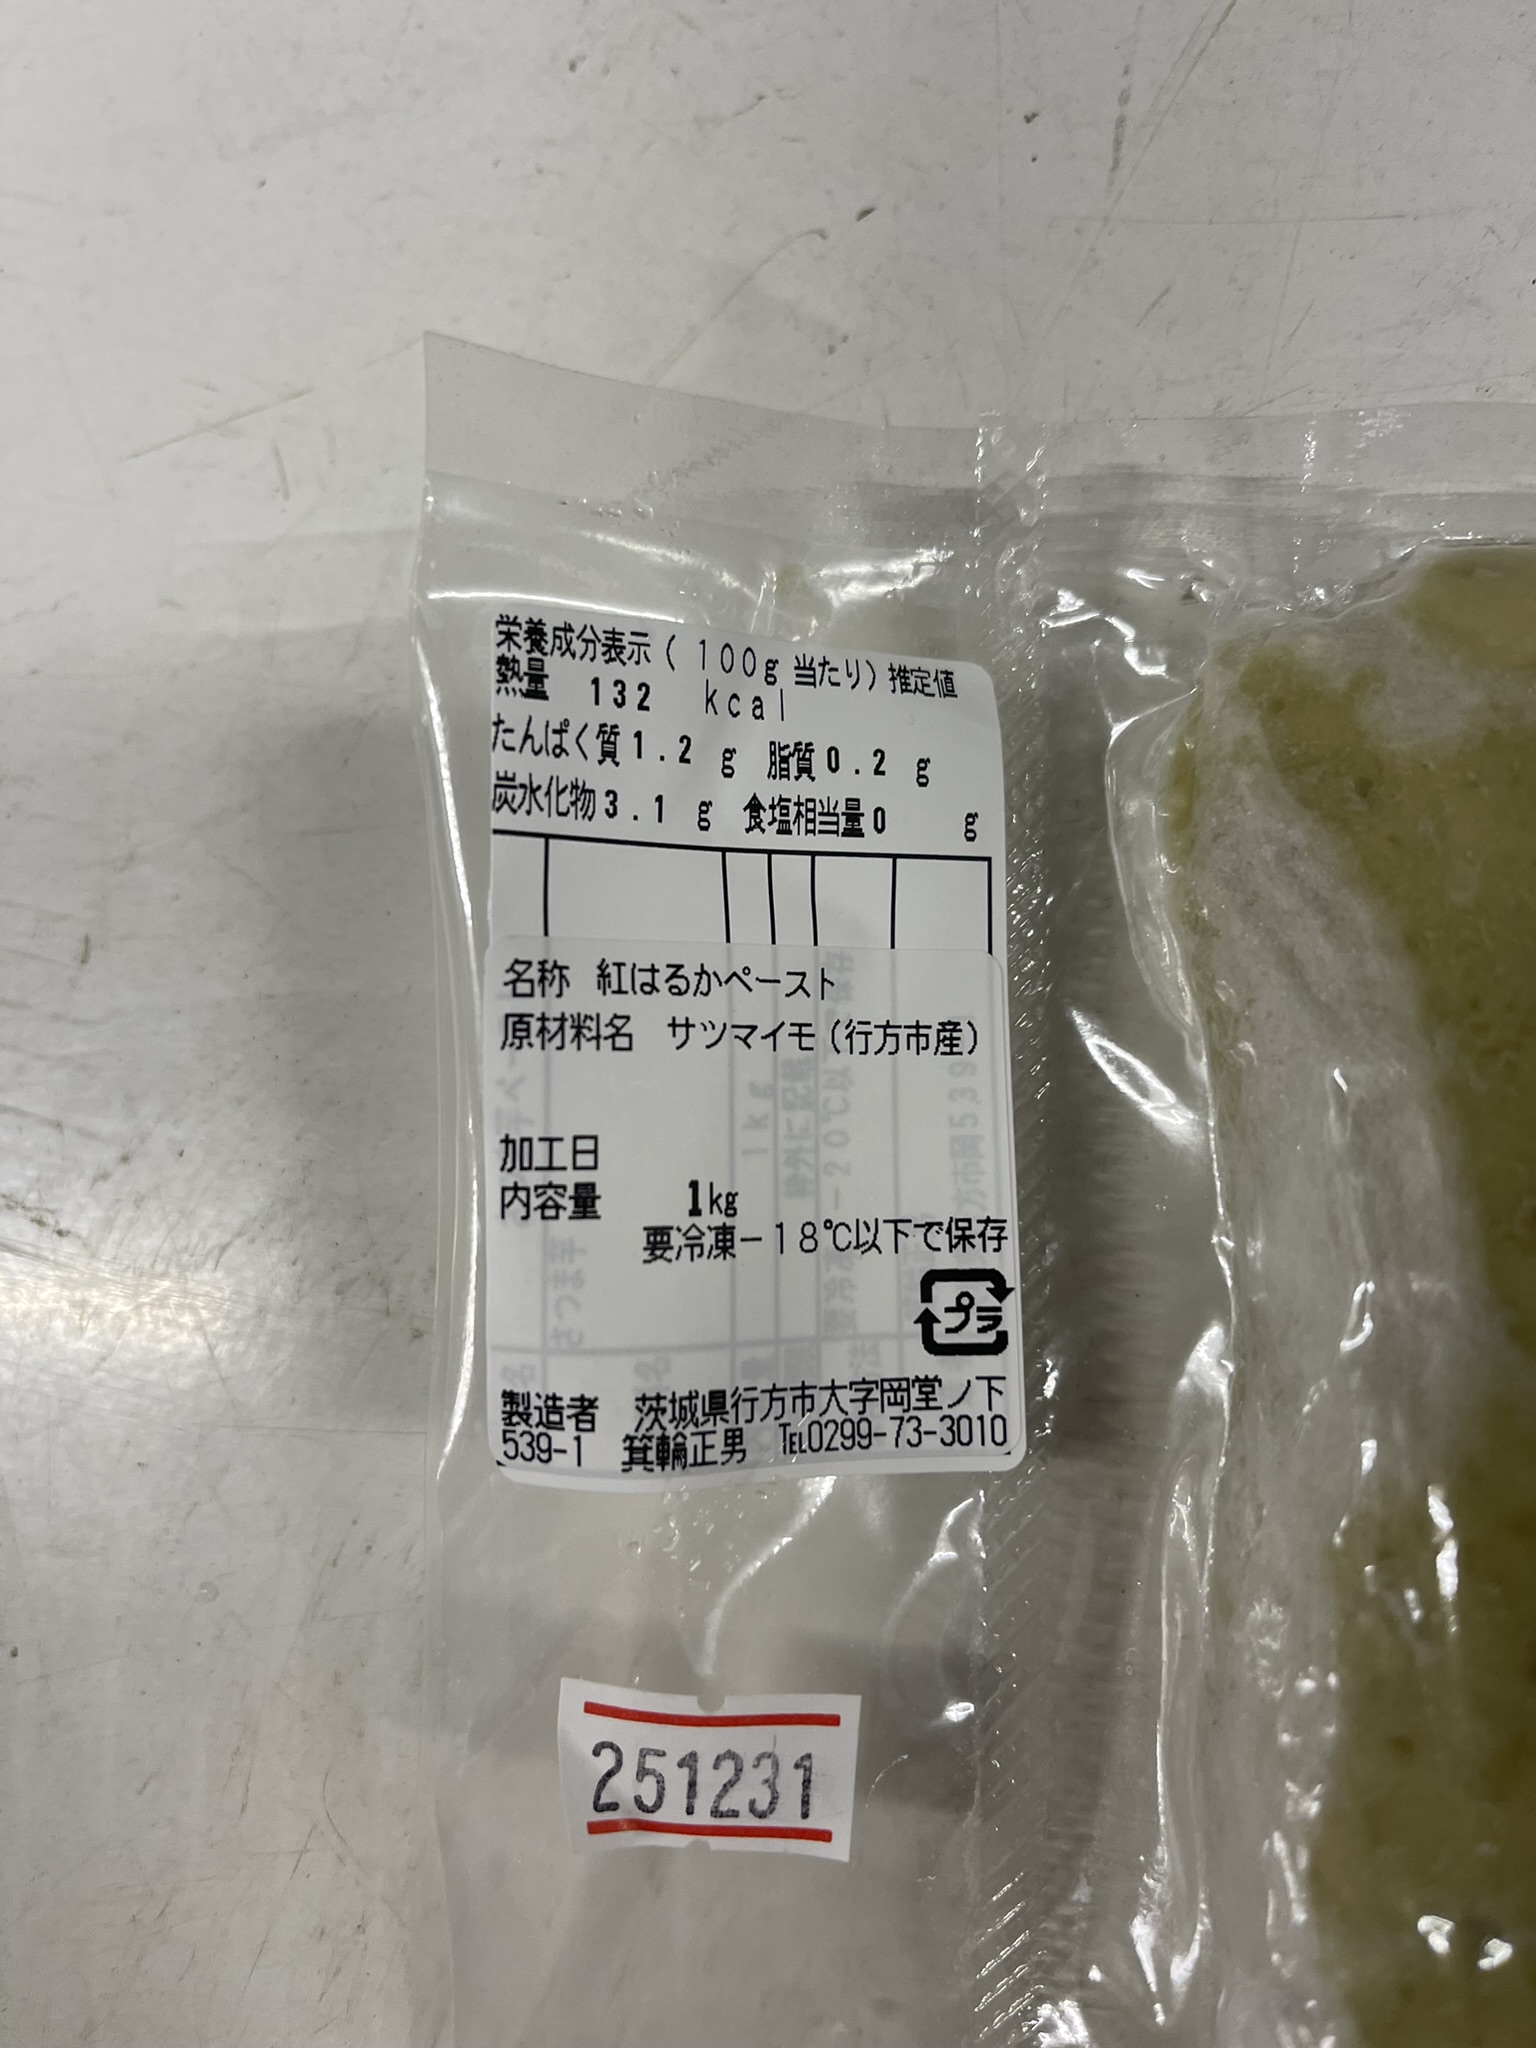 栄養成分表示（１００ｇ当たり）推定値
熱量 132 ｋｃａｌ
たんぱく質1.2 ｇ 脂質0.2 ｇ
炭水化物3.1 ｇ 食塩相当量0 ｇ
名称 紅はるかペースト
原材料名 サツマイモ（行方市産）
加工日
内容量 1kg
要冷凍－１８℃以下で保存
プラ
製造者 茨城県行方市大字岡堂ノ下
539-1 箕輪正男 ℡0299-73-3010
251231